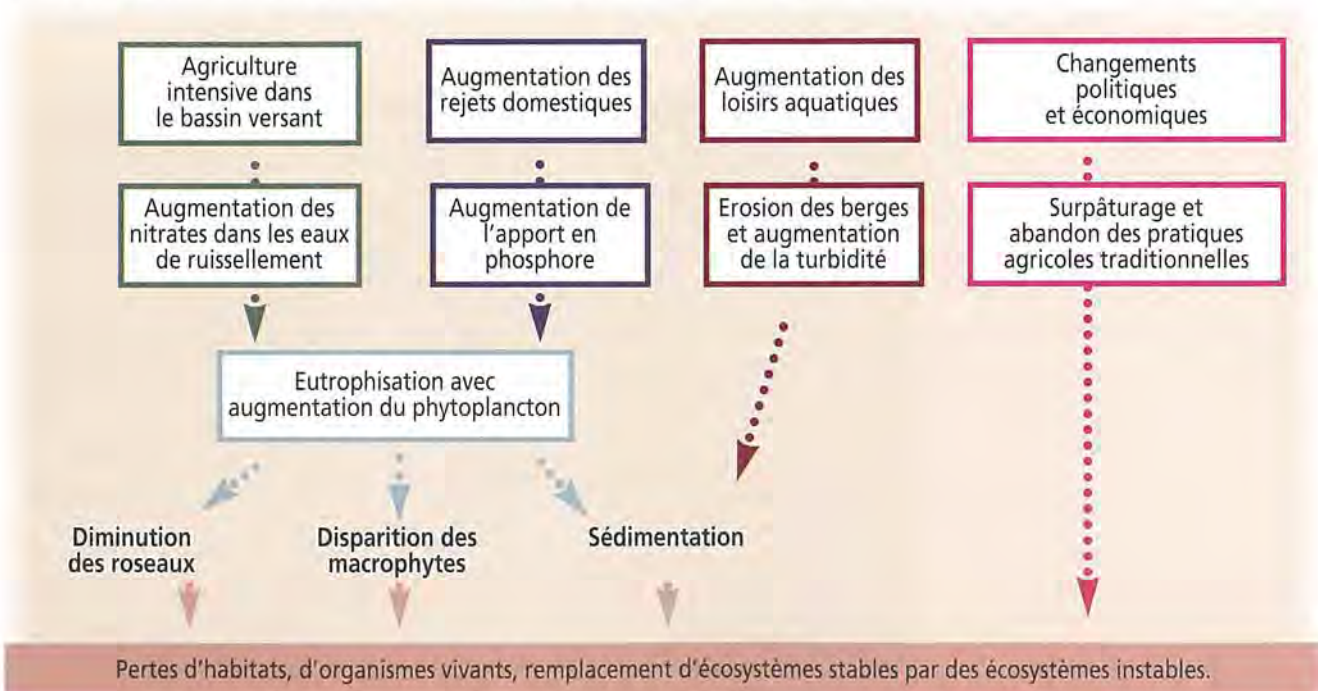 Agriculture
intensive dans
le bassin versant
Augmentation des
rejets domestiques
Augmentation des
loisirs aquatiques
Changements
politiques
et économiques
Augmentation des
nitrates dans les eaux
de ruissellement
Augmentation de
l'apport en
phosphore
Erosion des berges
et augmentation
de la turbidité
Surpâturage et
abandon des pratiques
agricoles traditionnelles
Eutrophisation avec
augmentation du phytoplancton
Diminution
des roseaux
Disparition des
macrophytes
Sédimentation
Pertes d'habitats, d'organismes vivants, remplacement d'écosystèmes stables par des écosystèmes instables.